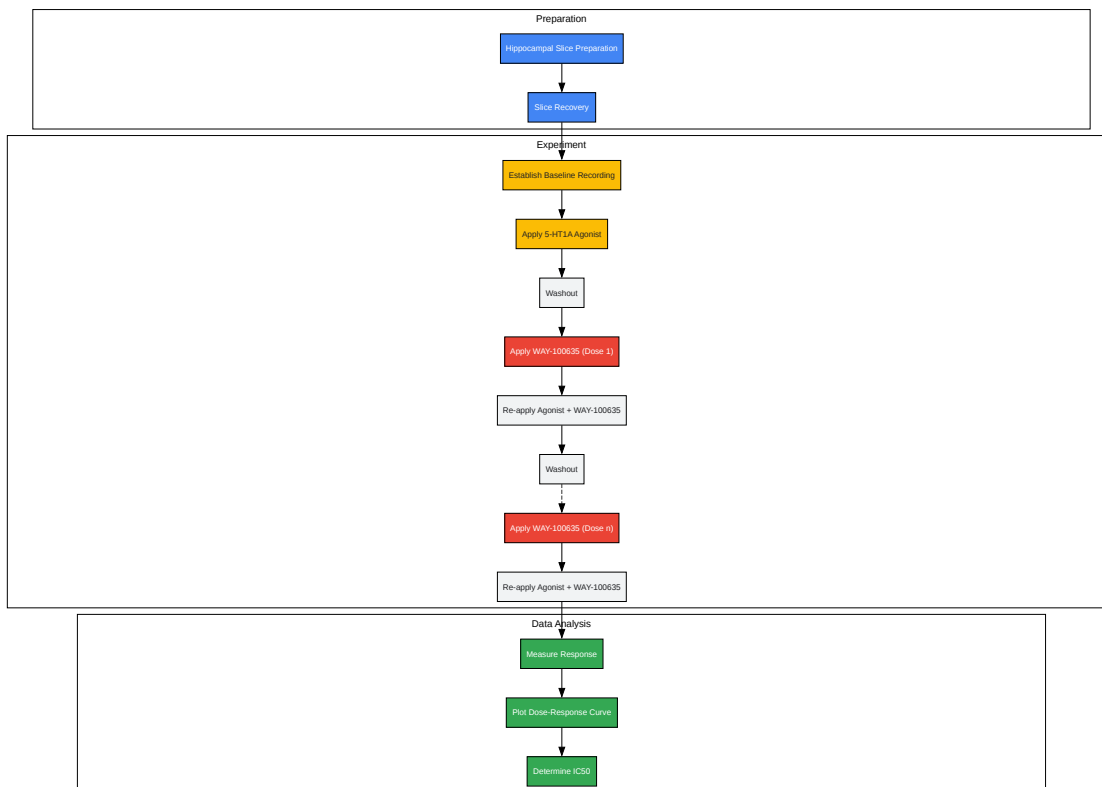 Preparation
Hippocampal Slice Preparation
Slice Recovery
Experiment
Establish Baseline Recording
Apply 5-HT1A Agonist
Washout
Apply WAY-100635 (Dose 1)
Re-apply Agonist + WAY-100635
Washout
Apply WAY-100635 (Dose n)
Re-apply Agonist + WAY-100635
Data Analysis
Measure Response
Plot Dose-Response Curve
Determine IC50